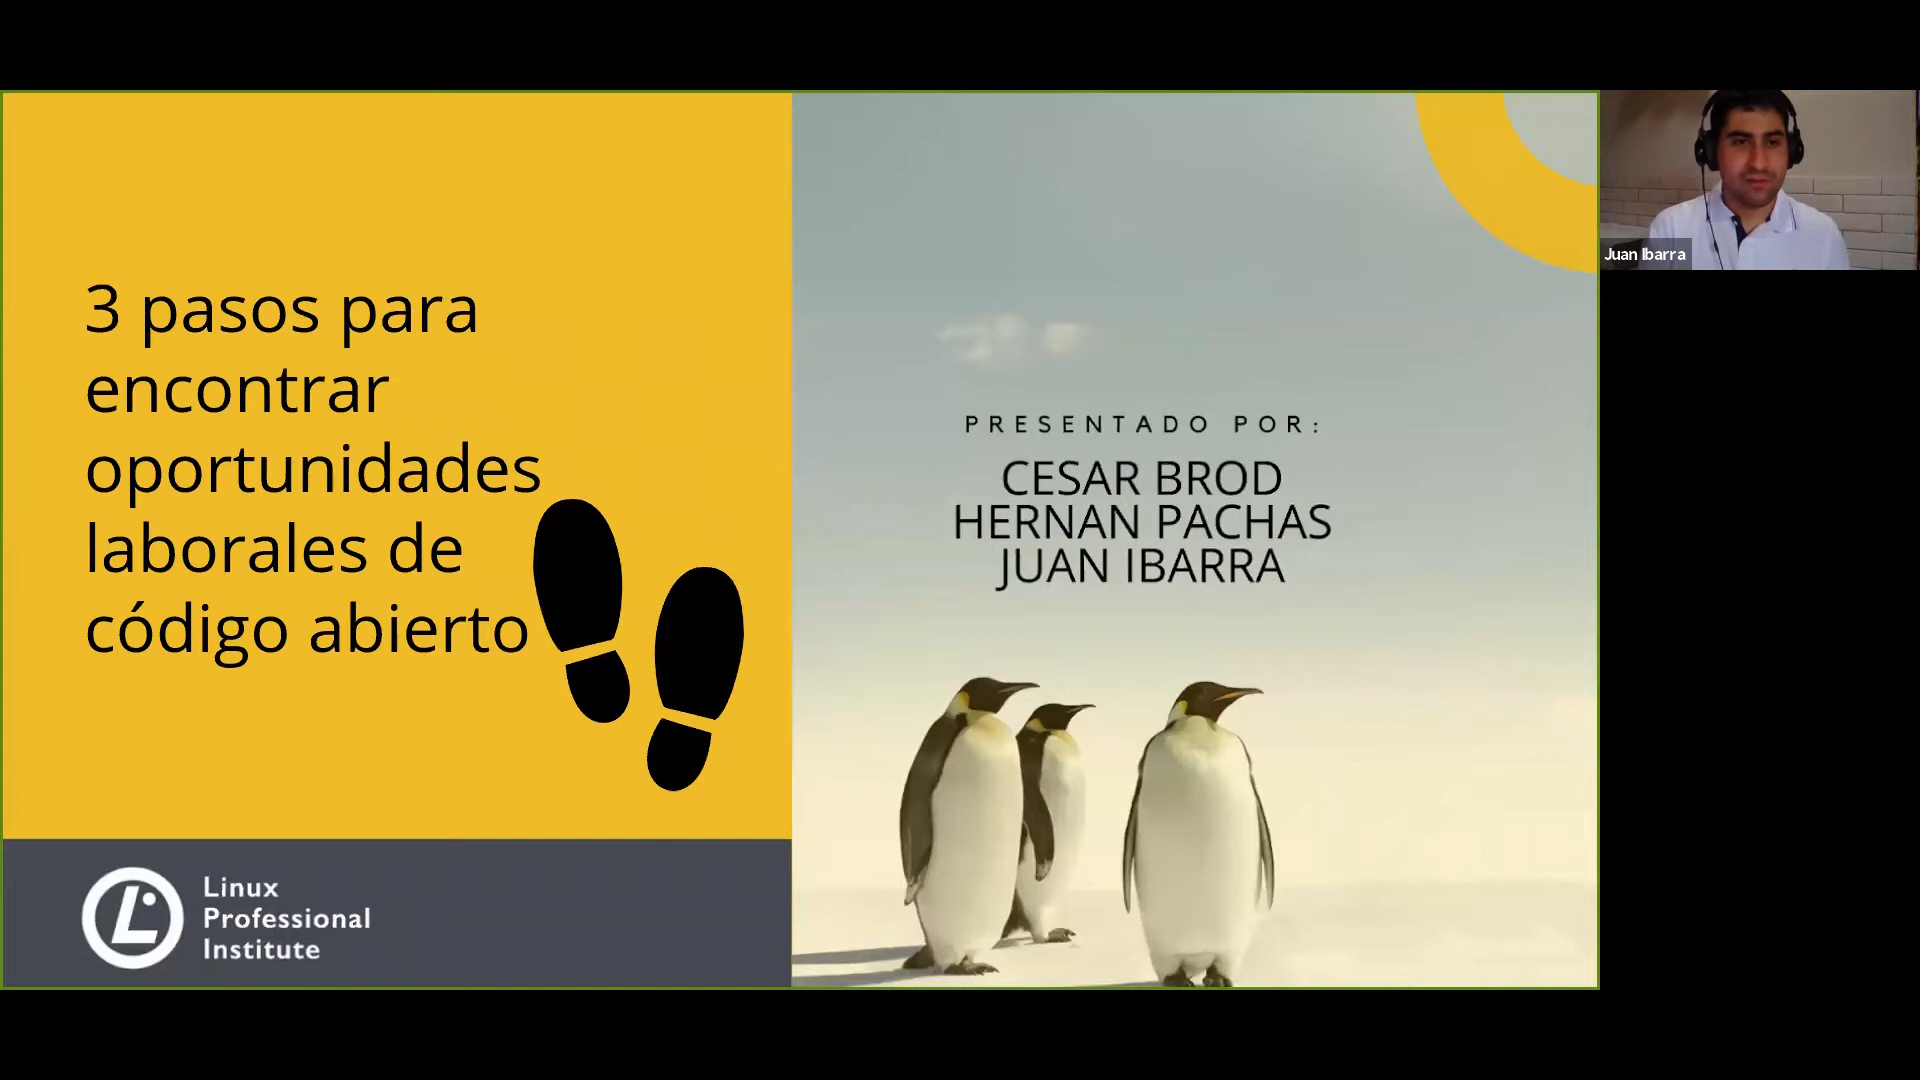 3 pasos para
encontrar
oportunidades
laborales de
código abierto
Linux
Professional
Institute
PRESENTADO POR:
CESAR BROD
HERNAN PACHAS
JUAN IBARRA
Juan Ibarra